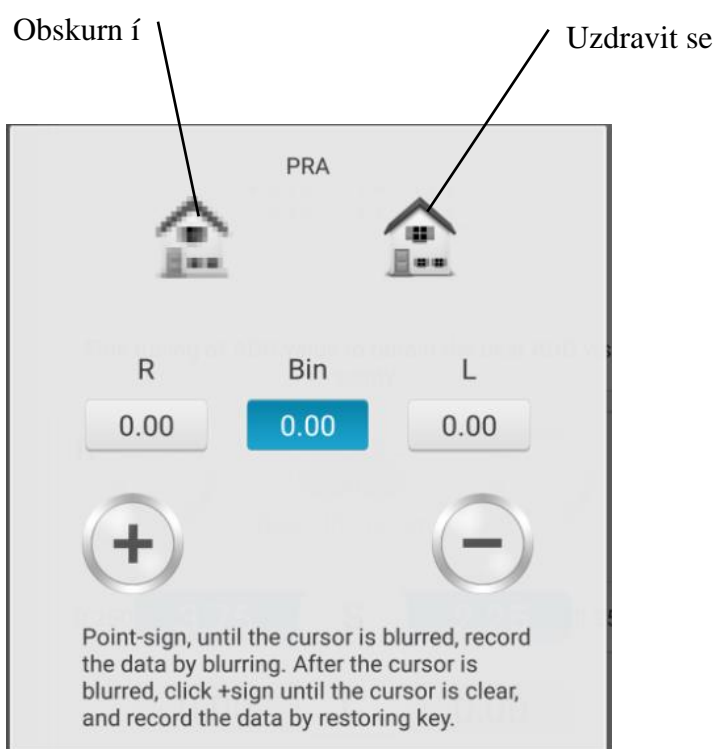 Obskurn í
Uzdravit se
PRA
R Bin L
0.00 0.00 0.00
+ −
Point-sign, until the cursor is blurred, record
the data by blurring. After the cursor is
blurred, click +sign until the cursor is clear,
and record the data by restoring key.